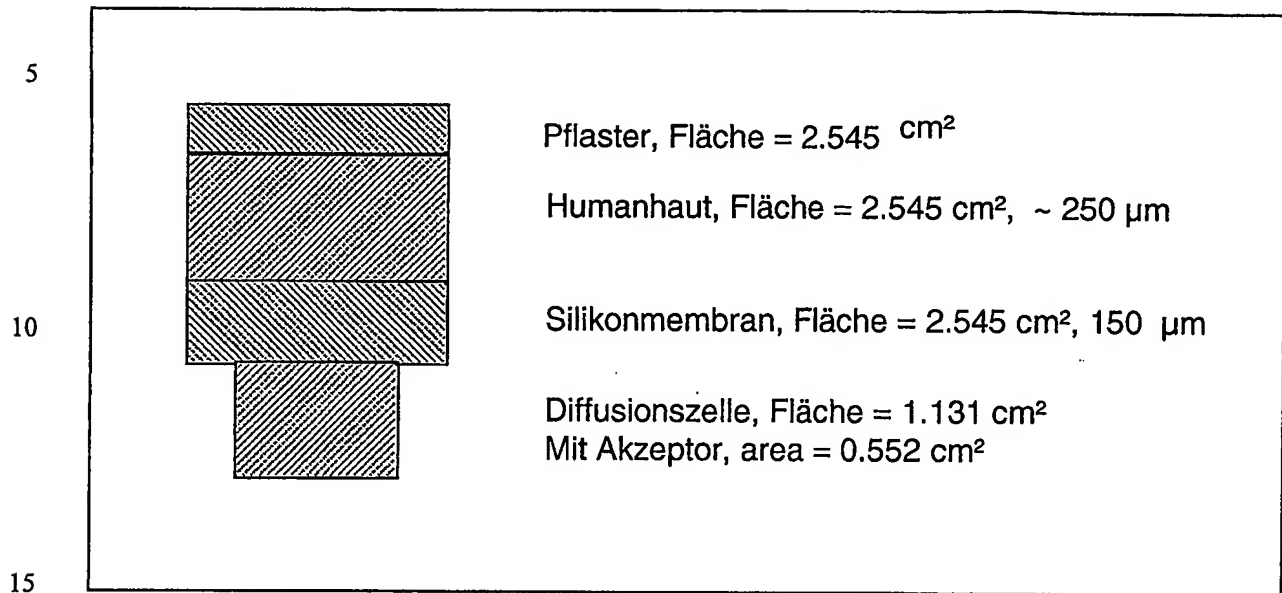 5
Pflaster, Fläche = 2.545 cm²
Humanhaut, Fläche = 2.545 cm², ~ 250 µm
10
Silikonmembran, Fläche = 2.545 cm², 150 µm
Diffusionszelle, Fläche = 1.131 cm²
Mit Akzeptor, area = 0.552 cm²
15